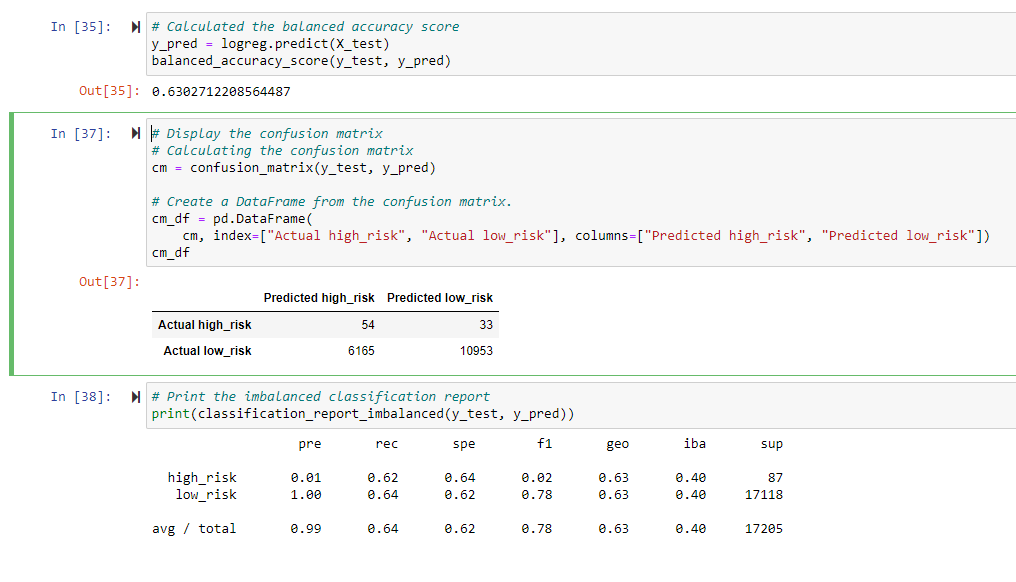 In [35]: # Calculated the balanced accuracy score
y_pred = logreg.predict(X_test)
balanced_accuracy_score(y_test, y_pred)
Out[35]: 0.6302712208564487
In [37]: # Display the confusion matrix
# Calculating the confusion matrix
cm = confusion_matrix(y_test, y_pred)
# Create a DataFrame from the confusion matrix.
cm_df = pd.DataFrame(
    cm, index=["Actual high_risk", "Actual low_risk"], columns=["Predicted high_risk", "Predicted low_risk"])
cm_df
Out[37]:
Predicted high_risk Predicted low_risk
Actual high_risk 54 33
Actual low_risk 6165 10953
In [38]: # Print the imbalanced classification report
print(classification_report_imbalanced(y_test, y_pred))
pre rec spe f1 geo iba sup
high_risk 0.01 0.62 0.64 0.02 0.63 0.40 87
low_risk 1.00 0.64 0.62 0.78 0.63 0.40 17118
avg / total 0.99 0.64 0.62 0.78 0.63 0.40 17205